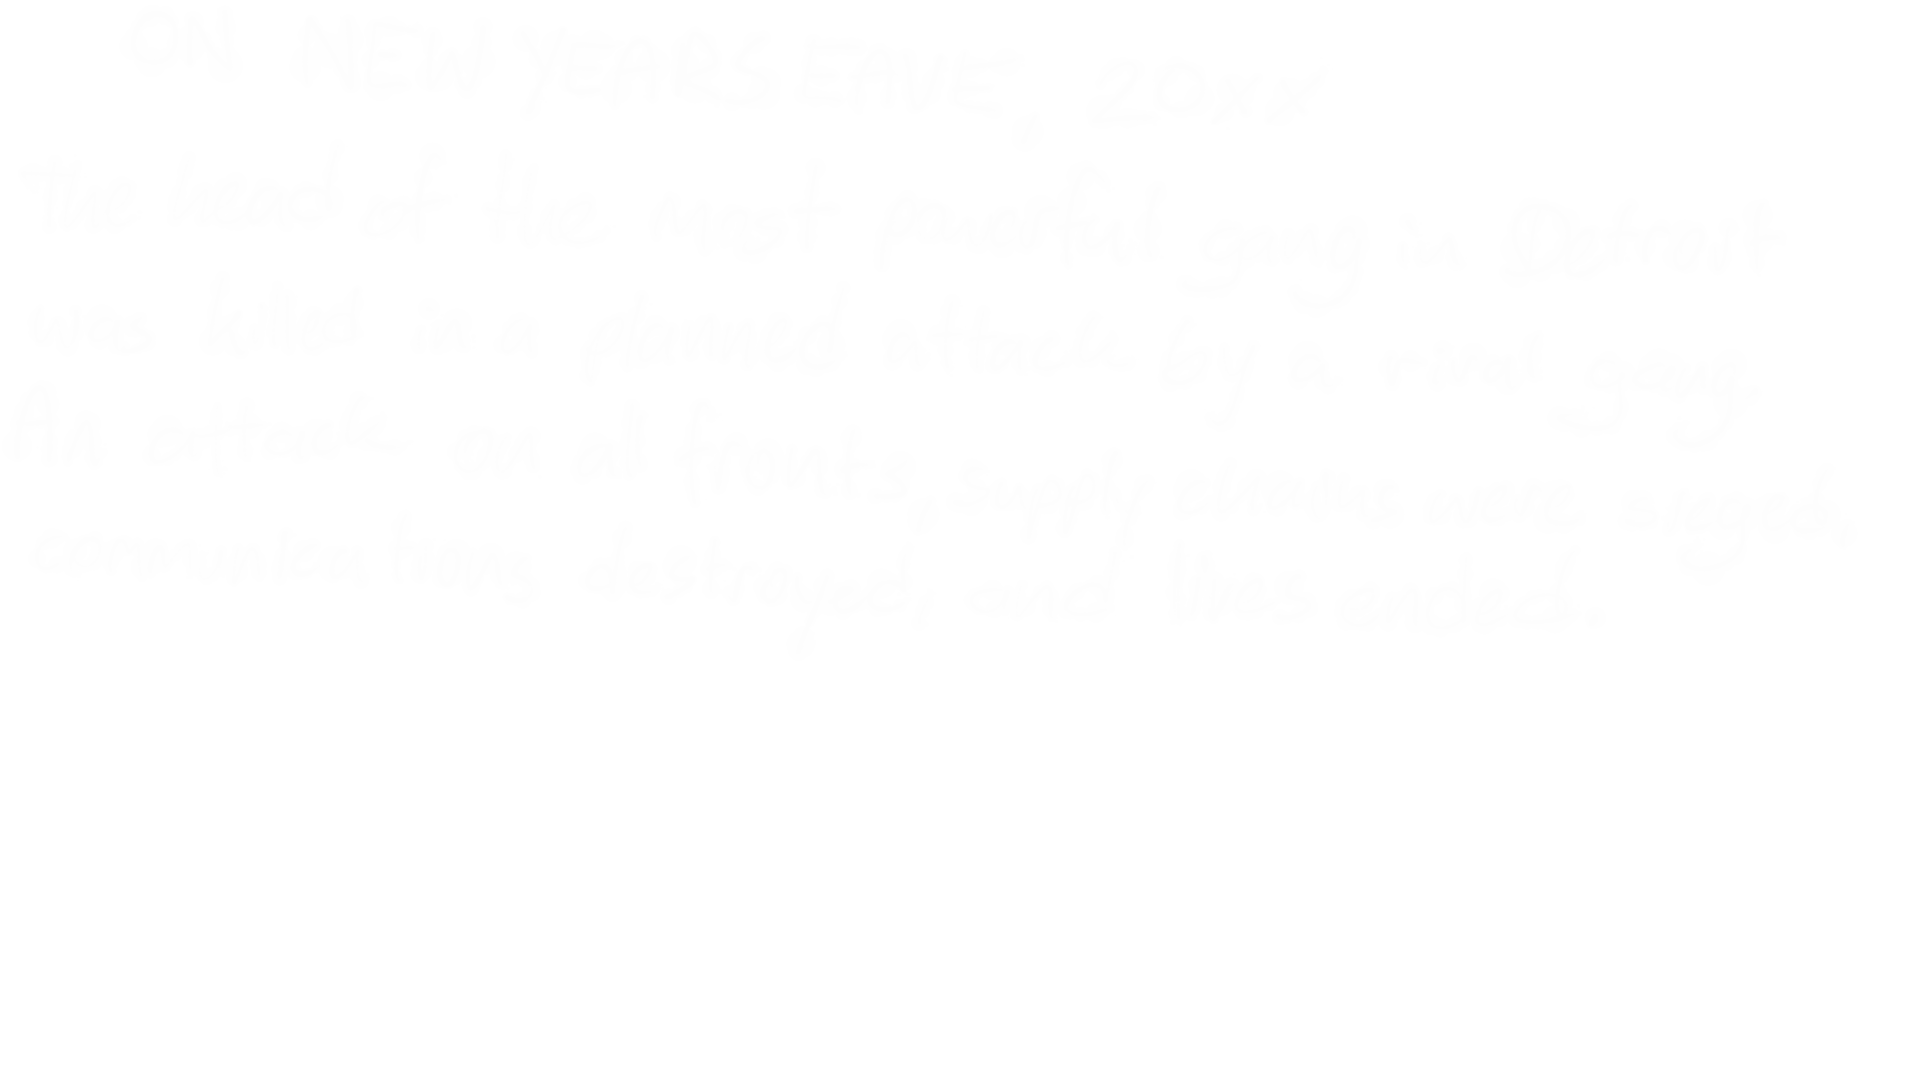 ON NEW YEARS EAVE, 20xx
The head of the most powerful gang in Detroit
was killed in a planned attack by a rival gang.
An attack on all fronts, supply streams were sieged,
communications destroyed, and lives ended.